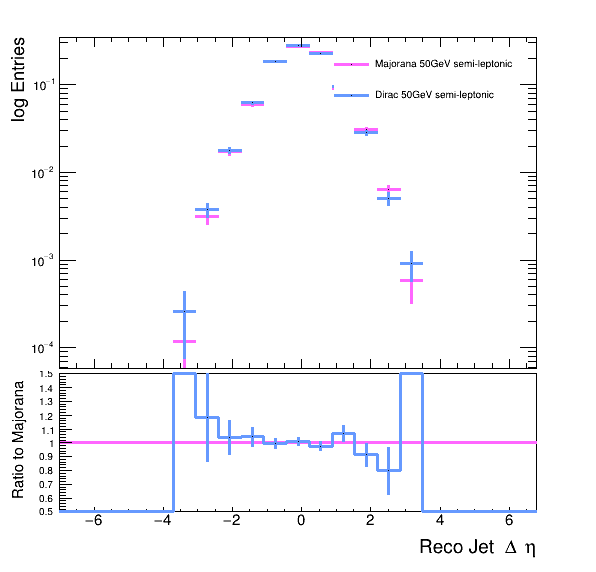 log Entries
10⁻¹
10⁻²
10⁻³
10⁻⁴
Majorana 50GeV semi-leptonic
Dirac 50GeV semi-leptonic
Ratio to Majorana
1.5
1.4
1.3
1.2
1.1
1
0.9
0.8
0.7
0.6
0.5
−6 −4 −2 0 2 4 6
Reco Jet Δ η